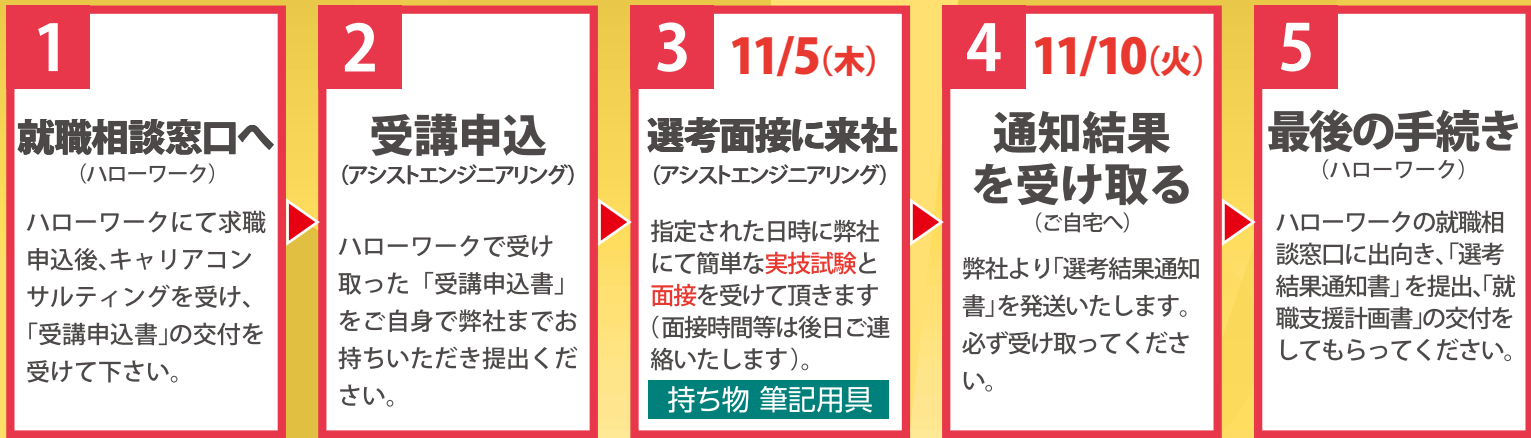 1
就職相談窓口へ
(ハローワーク)
ハローワークにて求職
申込後、キャリアコン
サルティングを受け、
「受講申込書」の交付を
受けて下さい。
2
受講申込
(アシストエンジニアリング)
ハローワークで受け
取った「受講申込書」
をご自身で弊社までお
持ちいただき提出くだ
さい。
3
11/5(木)
選考面接に来社
(アシストエンジニアリング)
指定された日時に弊社
にて簡単な実技試験と
面接を受けて頂きます
(面接時間等は後日ご連
絡いたします)。
持ち物 筆記用具
4
11/10(火)
通知結果
を受け取る
(ご自宅へ)
弊社より「選考結果通知
書」を発送いたします。
必ず受け取ってくださ
い。
5
最後の手続き
(ハローワーク)
ハローワークの就職相
談窓口に出向き、「選考
結果通知書」を提出、「就
職支援計画書」の交付を
してもらってください。